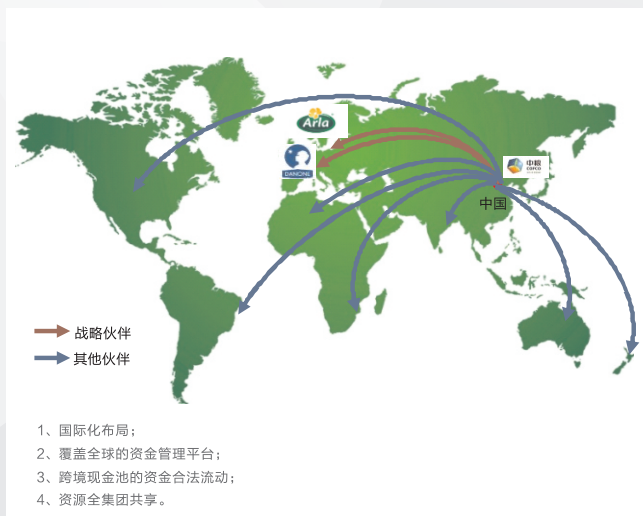 Arla
DANONE
中粮
COFCO
中国
战略伙伴
其他伙伴
1、国际化布局；
2、覆盖全球的资金管理平台；
3、跨境现金池的资金合法流动；
4、资源全集团共享。